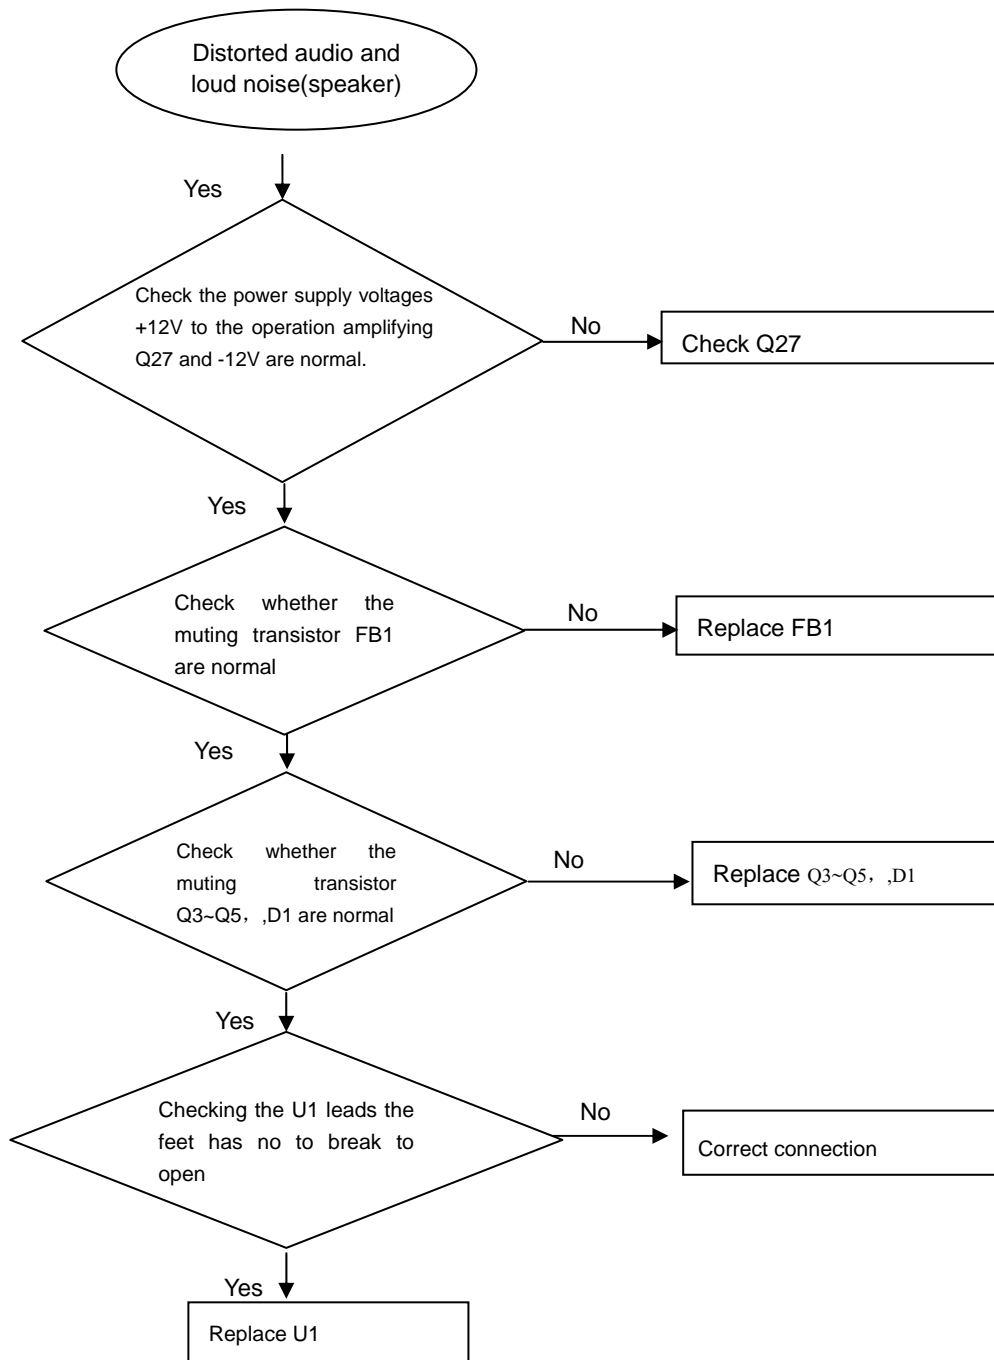 Distorted audio and
loud noise(speaker)
Yes
Check the power supply voltages
+12V to the operation amplifying
Q27 and -12V are normal.
No
Check Q27
Yes
Check whether the
muting transistor FB1
are normal
No
Replace FB1
Yes
Check whether the
muting transistor
Q3~Q5， ,D1 are normal
No
Replace Q3~Q5， ,D1
Yes
Checking the U1 leads the
feet has no to break to
open
No
Correct connection
Yes
Replace U1